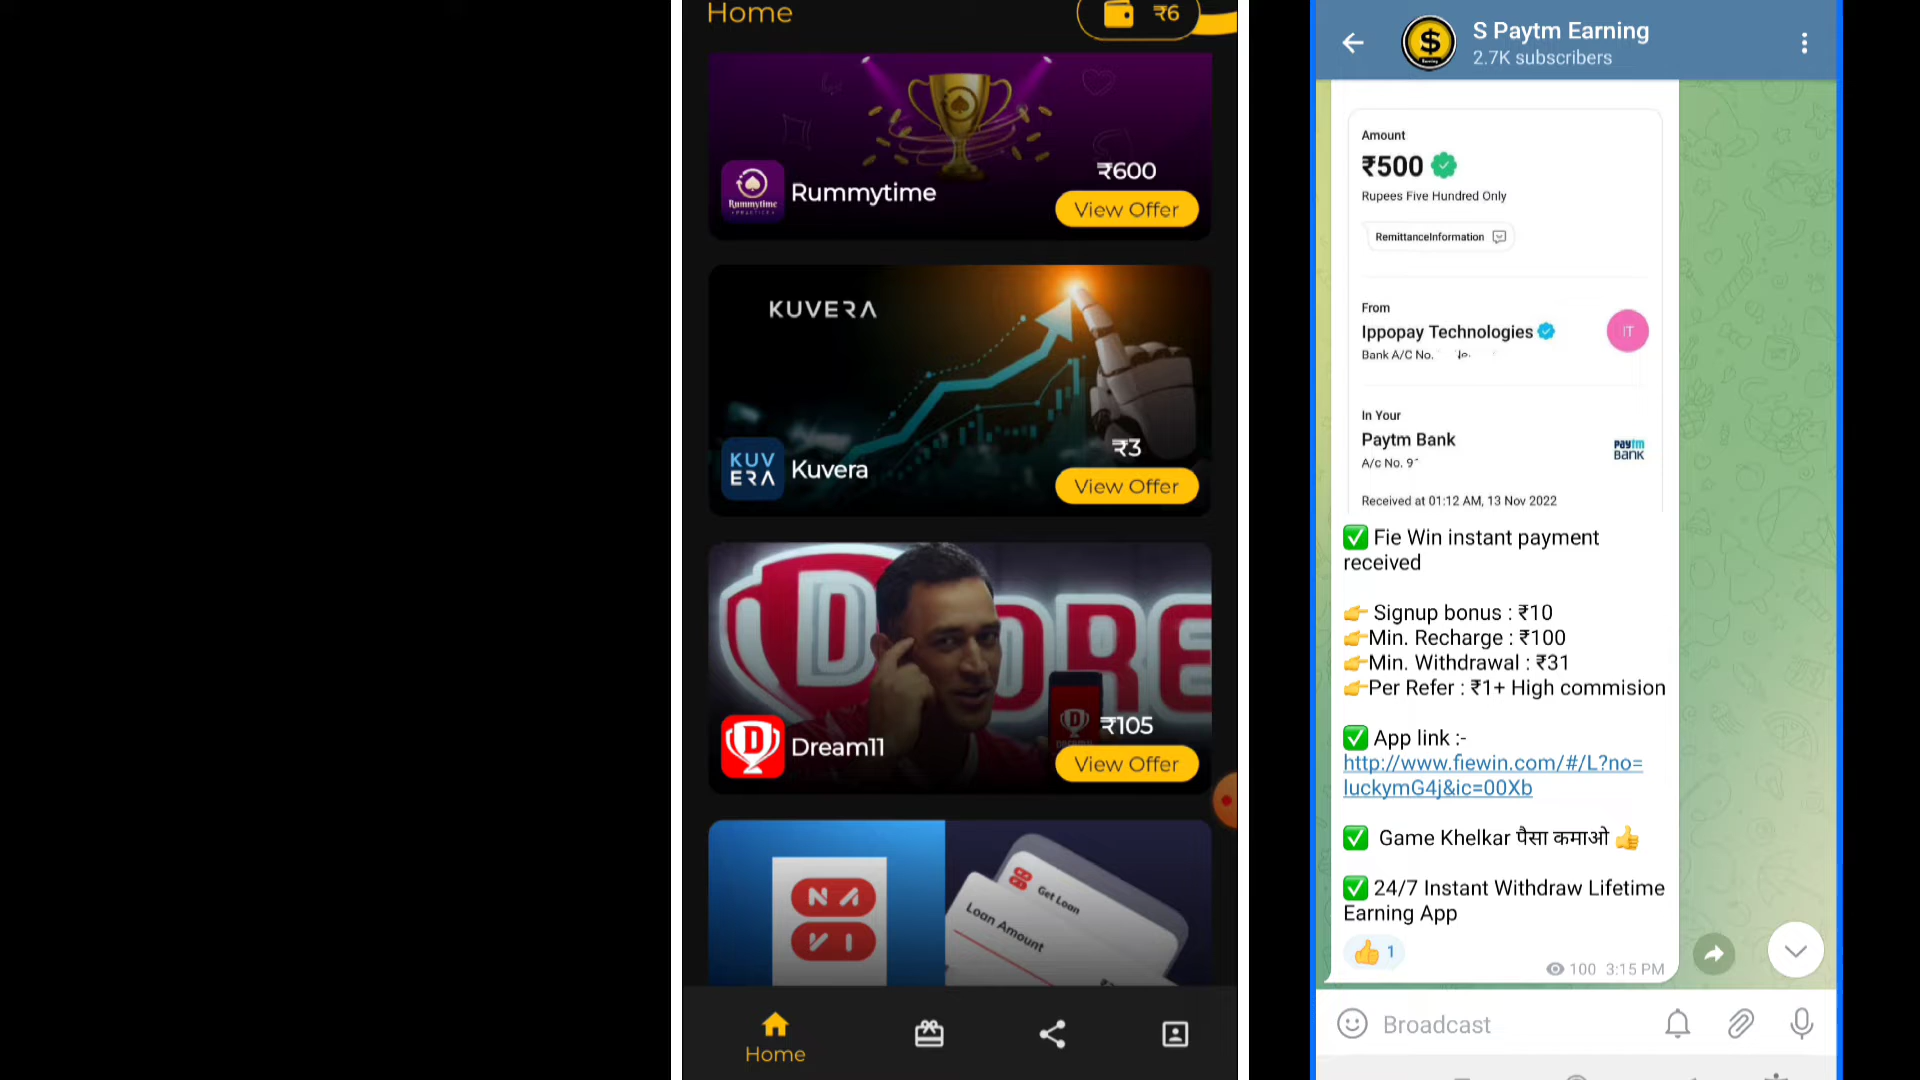 Home
₹6
Rummytime
Rummytime
PRACTICE
₹600
View Offer
KUVERA
KUV
ERA
Kuvera
₹3
View Offer
D
DRE
D
Dream11
₹105
View Offer
NAVI
Get Loan
Loan Amount
Home
S Paytm Earning
2.7K subscribers
Amount
₹500
Rupees Five Hundred Only
RemittanceInformation
From
Ippopay Technologies
IT
Bank A/C No.
In Your
Paytm Bank
paytm
BANK
A/c No. 9
Received at 01:12 AM, 13 Nov 2022
✅ Fie Win instant payment
received
👉 Signup bonus : ₹10
👉Min. Recharge : ₹100
👉Min. Withdrawal : ₹31
👉Per Refer : ₹1+ High commision
✅ App link :-
http://www.fiewin.com/#/L?no=
luckymG4j&ic=00Xb
✅ Game Khelkar पैसा कमाओ 👍
✅ 24/7 Instant Withdraw Lifetime
Earning App
👍 1
100 3:15 PM
Broadcast